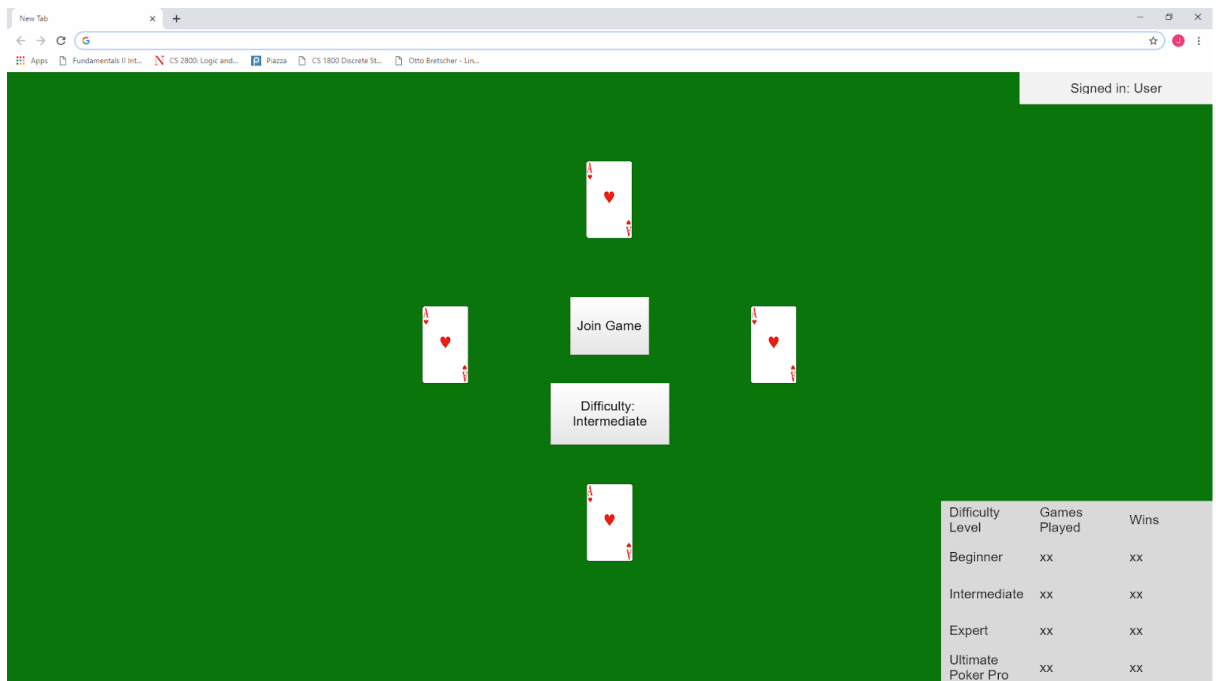 New Tab
Apps Fundamentals II Int... N CS 2800: Logic and... Piazza CS 1800 Discrete St... Otto Bretscher - Lin...
Signed in: User
A
A
A
A
Join Game
A
A
Difficulty:
Intermediate
A
A
Difficulty Level Games Played Wins
Beginner xx xx
Intermediate xx xx
Expert xx xx
Ultimate Poker Pro xx xx